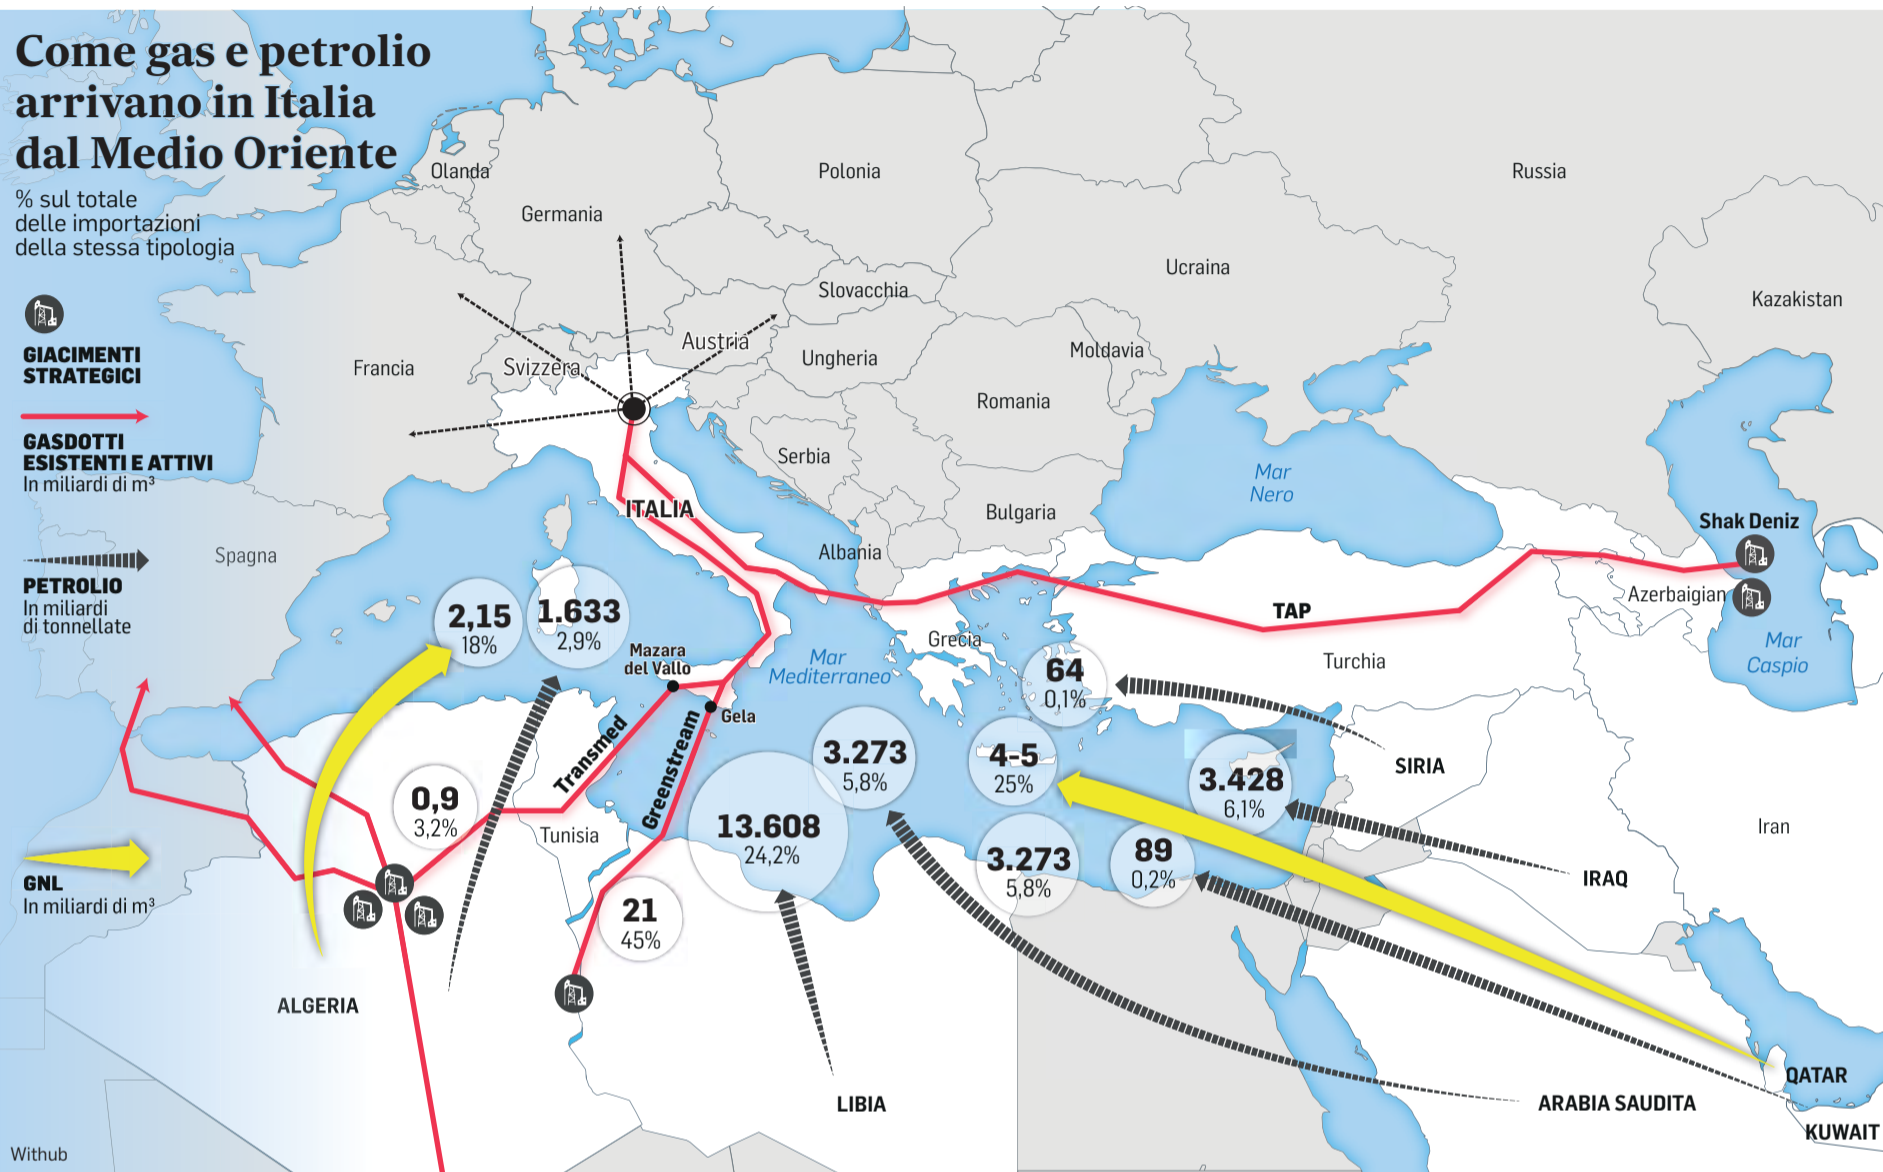 Come gas e petrolio
arrivano in Italia
dal Medio Oriente
% sul totale
delle importazioni
della stessa tipologia
GIACIMENTI
STRATEGICI
GASDOTTI
ESISTENTI E ATTIVI
In miliardi di m³
PETROLIO
In miliardi
di tonnellate
GNL
In miliardi di m³
Olanda
Germania
Polonia
Russia
Ucraina
Kazakistan
Slovacchia
Austria
Ungheria
Moldavia
Francia
Svizzera
Romania
Serbia
Mar
Nero
ITALIA
Bulgaria
Shak Deniz
Spagna
Albania
Azerbaigian
TAP
Grecia
Mar
Caspio
Turchia
2,15
18%
1.633
2,9%
Mazara
del Vallo
Mar
Mediterraneo
64
0,1%
Gela
Transmed
Greenstream
3.273
5,8%
4-5
25%
3.428
6,1%
SIRIA
0,9
3,2%
Tunisia
13.608
24,2%
3.273
5,8%
89
0,2%
Iran
IRAQ
21
45%
ALGERIA
LIBIA
QATAR
ARABIA SAUDITA
KUWAIT
Withub